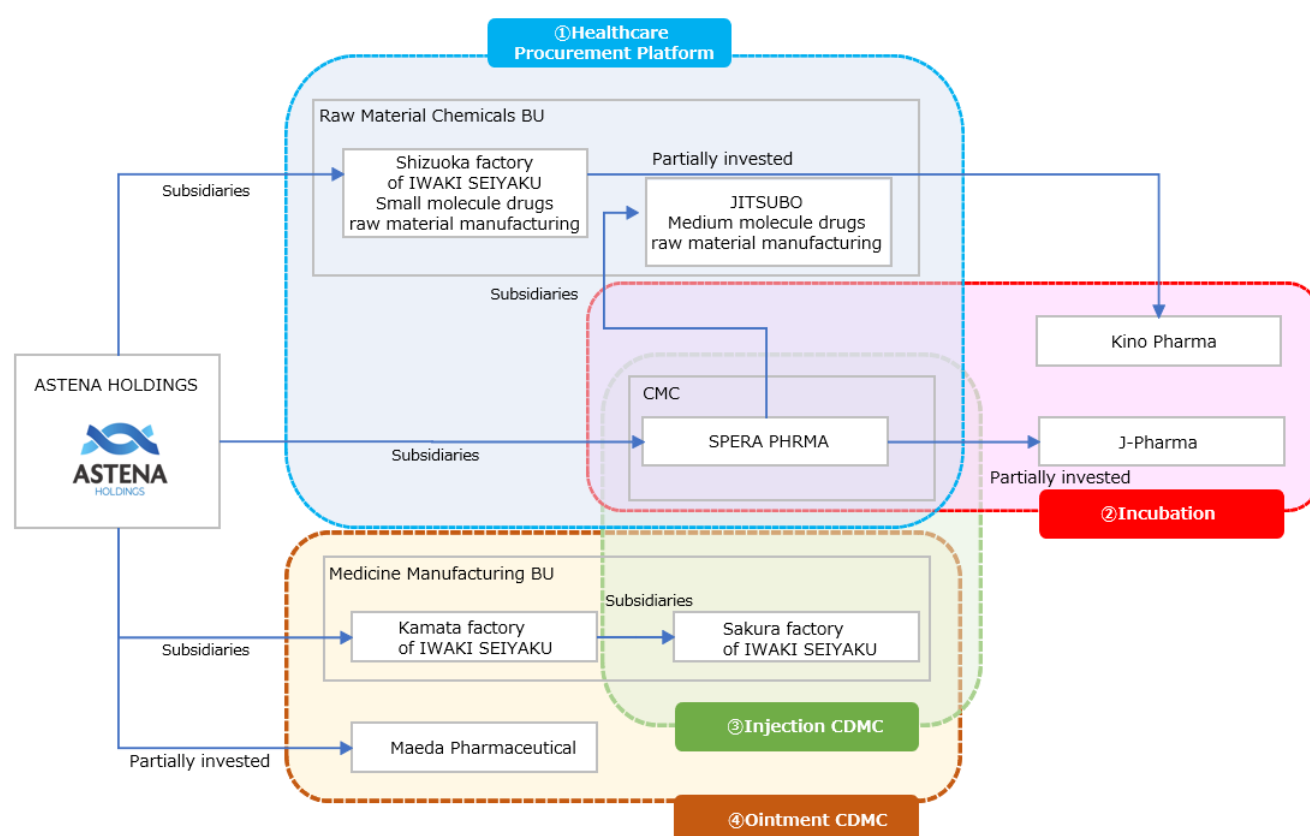 ①Healthcare
Procurement Platform
Raw Material Chemicals BU
Shizuoka factory
of IWAKI SEIYAKU
Small molecule drugs
raw material manufacturing
Partially invested
Subsidiaries
JITSUBO
Medium molecule drugs
raw material manufacturing
Subsidiaries
Kino Pharma
ASTENA HOLDINGS
ASTENA
HOLDINGS
CMC
SPERA PHRMA
Subsidiaries
J-Pharma
Partially invested
②Incubation
Medicine Manufacturing BU
Subsidiaries
Kamata factory
of IWAKI SEIYAKU
Sakura factory
of IWAKI SEIYAKU
Subsidiaries
③Injection CDMC
Maeda Pharmaceutical
Partially invested
④Ointment CDMC